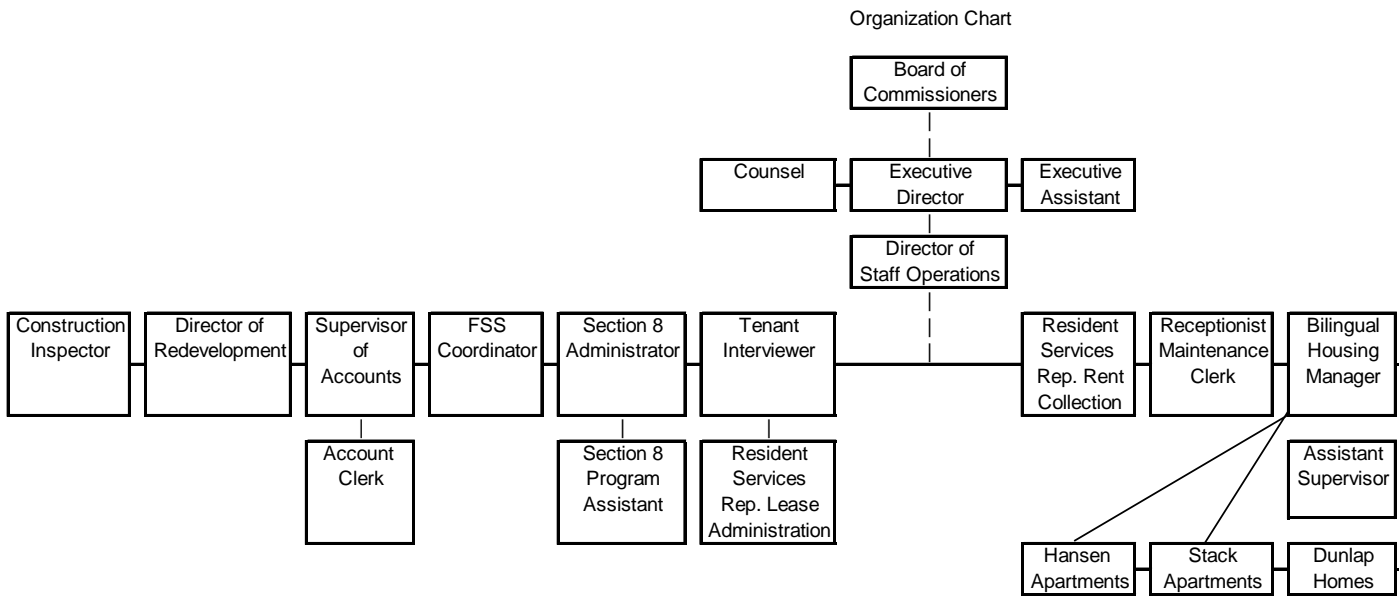 Organization Chart
Board of
Commissioners
Counsel
Executive
Director
Executive
Assistant
Director of
Staff Operations
Construction
Inspector
Director of
Redevelopment
Supervisor
of
Accounts
FSS
Coordinator
Section 8
Administrator
Tenant
Interviewer
Resident
Services
Rep. Rent
Collection
Receptionist
Maintenance
Clerk
Bilingual
Housing
Manager
Account
Clerk
Section 8
Program
Assistant
Resident
Services
Rep. Lease
Administration
Assistant
Supervisor
Hansen
Apartments
Stack
Apartments
Dunlap
Homes